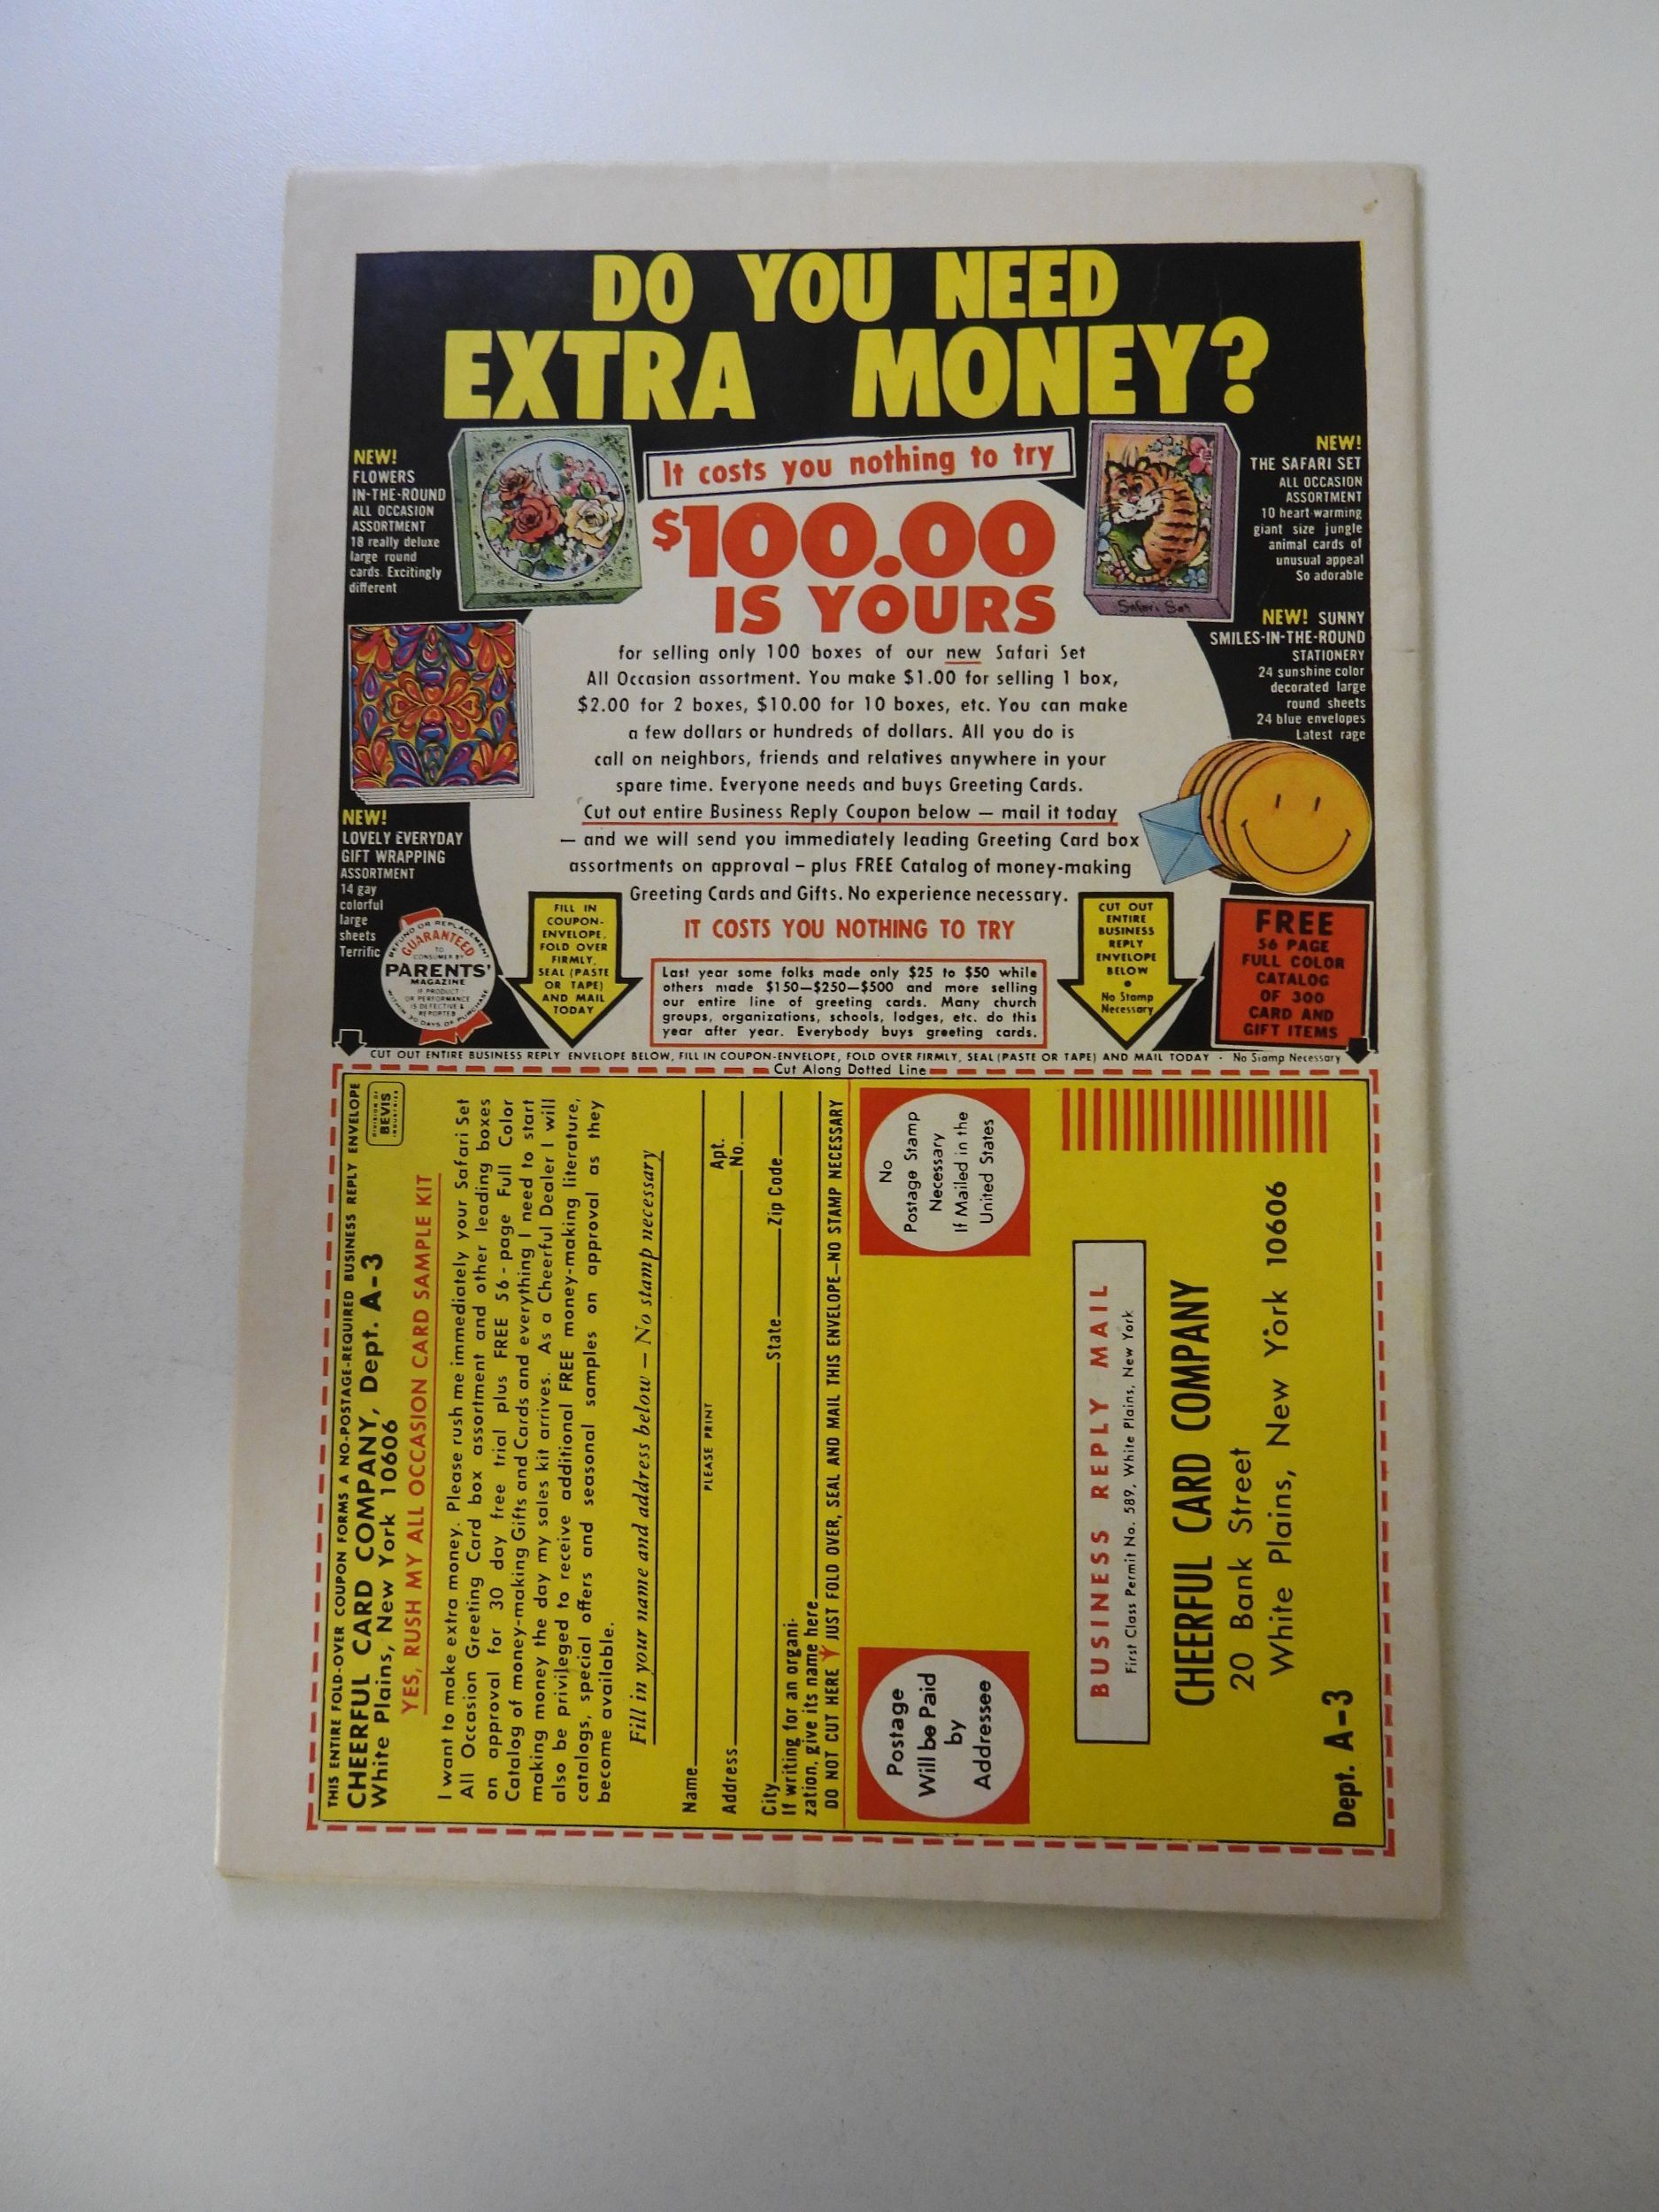 DO YOU NEED
EXTRA MONEY?
NEW!
FLOWERS
IN-THE-ROUND
ALL OCCASION
ASSORTMENT
18 really deluxe
large round
cards. Excitingly
different
It costs you nothing to try
$100.00
IS YOURS
for selling only 100 boxes of our new Safari Set
All Occasion assortment. You make $1.00 for selling 1 box,
$2.00 for 2 boxes, $10.00 for 10 boxes, etc. You can make
a few dollars or hundreds of dollars. All you do is
call on neighbors, friends and relatives anywhere in your
spare time. Everyone needs and buys Greeting Cards.
Cut out entire Business Reply Coupon below — mail it today
— and we will send you immediately leading Greeting Card box
assortments on approval – plus FREE Catalog of money-making
Greeting Cards and Gifts. No experience necessary.
IT COSTS YOU NOTHING TO TRY
Safari Set
NEW!
THE SAFARI SET
ALL OCCASION
ASSORTMENT
10 heart-warming
giant size jungle
animal cards of
unusual appeal
So adorable
NEW! SUNNY
SMILES-IN-THE-ROUND
STATIONERY
24 sunshine color
decorated large
round sheets
24 blue envelopes
Latest rage
NEW!
LOVELY EVERYDAY
GIFT WRAPPING
ASSORTMENT
14 gay
colorful
large
sheets
Terrific
REFUND OR REPLACEMENT
GUARANTEED
TO
CONSUMER BY
PARENTS'
MAGAZINE
IF PRODUCT
OR PERFORMANCE
IS DEFECTIVE &
REPORTED
WITHIN 30 DAYS OF PURCHASE
FILL IN
COUPON-
ENVELOPE.
FOLD OVER
FIRMLY,
SEAL (PASTE
OR TAPE)
AND MAIL
TODAY
Last year some folks made only $25 to $50 while
others made $150—$250—$500 and more selling
our entire line of greeting cards. Many church
groups, organizations, schools, lodges, etc. do this
year after year. Everybody buys greeting cards.
CUT OUT
ENTIRE
BUSINESS
REPLY
ENVELOPE
BELOW
•
No Stamp
Necessary
FREE
56 PAGE
FULL COLOR
CATALOG
OF 300
CARD AND
GIFT ITEMS
CUT OUT ENTIRE BUSINESS REPLY ENVELOPE BELOW, FILL IN COUPON-ENVELOPE, FOLD OVER FIRMLY, SEAL (PASTE OR TAPE) AND MAIL TODAY - No Stamp Necessary
Cut Along Dotted Line
THIS ENTIRE FOLD-OVER COUPON FORMS A NO-POSTAGE-REQUIRED BUSINESS REPLY ENVELOPE
CHEERFUL CARD COMPANY, Dept. A-3
White Plains, New York 10606
DIVISION OF
BEVIS
INDUSTRIES
YES, RUSH MY ALL OCCASION CARD SAMPLE KIT
I want to make extra money. Please rush me immediately your Safari Set
All Occasion Greeting Card box assortment and other leading boxes
on approval for 30 day free trial plus FREE 56-page Full Color
Catalog of money-making Gifts and Cards and everything I need to start
making money the day my sales kit arrives. As a Cheerful Dealer I will
also be privileged to receive additional FREE money-making literature,
catalogs, special offers and seasonal samples on approval as they
become available.
Fill in your name and address below — No stamp necessary
Name
PLEASE PRINT
Address Apt. No.
City State Zip Code
If writing for an organi-
zation, give its name here
DO NOT CUT HERE JUST FOLD OVER, SEAL AND MAIL THIS ENVELOPE—NO STAMP NECESSARY
Postage
Will be Paid
by
Addressee
No
Postage Stamp
Necessary
If Mailed in the
United States
BUSINESS REPLY MAIL
First Class Permit No. 589, White Plains, New York
CHEERFUL CARD COMPANY
20 Bank Street
White Plains, New York 10606
Dept. A-3